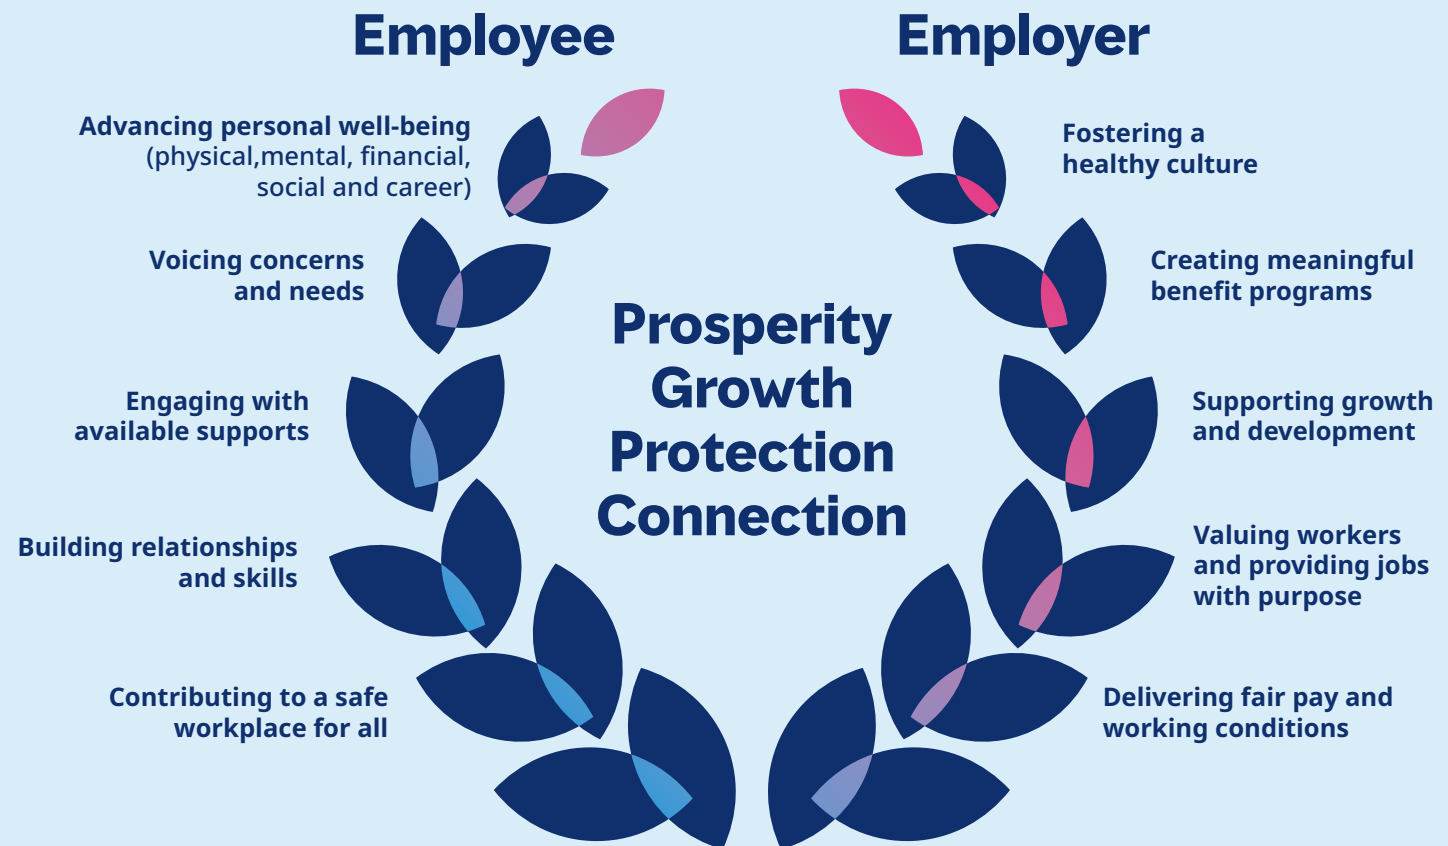 Employee
Employer
Advancing personal well-being
(physical,mental, financial,
social and career)
Voicing concerns
and needs
Engaging with
available supports
Building relationships
and skills
Contributing to a safe
workplace for all
Prosperity
Growth
Protection
Connection
Fostering a
healthy culture
Creating meaningful
benefit programs
Supporting growth
and development
Valuing workers
and providing jobs
with purpose
Delivering fair pay and
working conditions